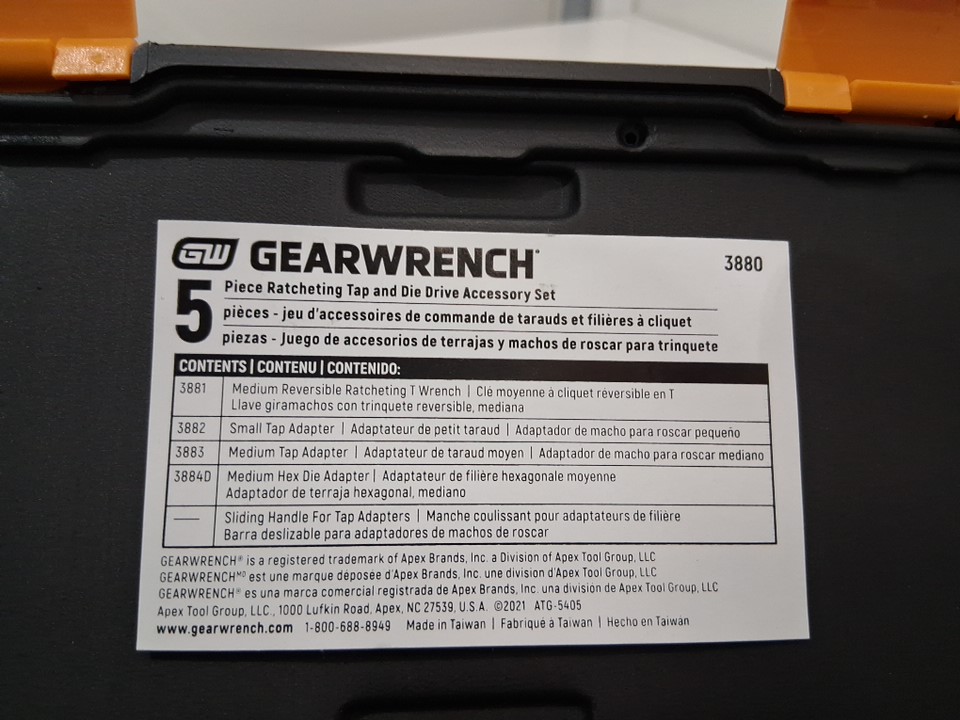 GW GEARWRENCH 3880
5 Piece Ratcheting Tap and Die Drive Accessory Set
pièces - jeu d'accessoires de commande de tarauds et filières à cliquet
piezas - Juego de accesorios de terrajas y machos de roscar para trinquete
CONTENTS | CONTENU | CONTENIDO:
3881 Medium Reversible Ratcheting T Wrench | Clé moyenne à cliquet réversible en T
Llave giramachos con trinquete reversible, mediana
3882 Small Tap Adapter | Adaptateur de petit taraud | Adaptador de macho para roscar pequeño
3883 Medium Tap Adapter | Adaptateur de taraud moyen | Adaptador de macho para roscar mediano
3884D Medium Hex Die Adapter | Adaptateur de filière hexagonale moyenne
Adaptador de terraja hexagonal, mediano
— Sliding Handle For Tap Adapters | Manche coulissant pour adaptateurs de filière
Barra deslizable para adaptadores de machos de roscar
GEARWRENCH® is a registered trademark of Apex Brands, Inc. a Division of Apex Tool Group, LLC
GEARWRENCHᴹᴰ est une marque déposée d'Apex Brands, Inc. une division d'Apex Tool Group, LLC
GEARWRENCH® es una marca comercial registrada de Apex Brands, Inc. una división de Apex Tool Group, LLC
Apex Tool Group, LLC., 1000 Lufkin Road, Apex, NC 27539, U.S.A. ©2021 ATG-5405
www.gearwrench.com 1-800-688-8949 Made in Taiwan | Fabriqué à Taiwan | Hecho en Taiwán